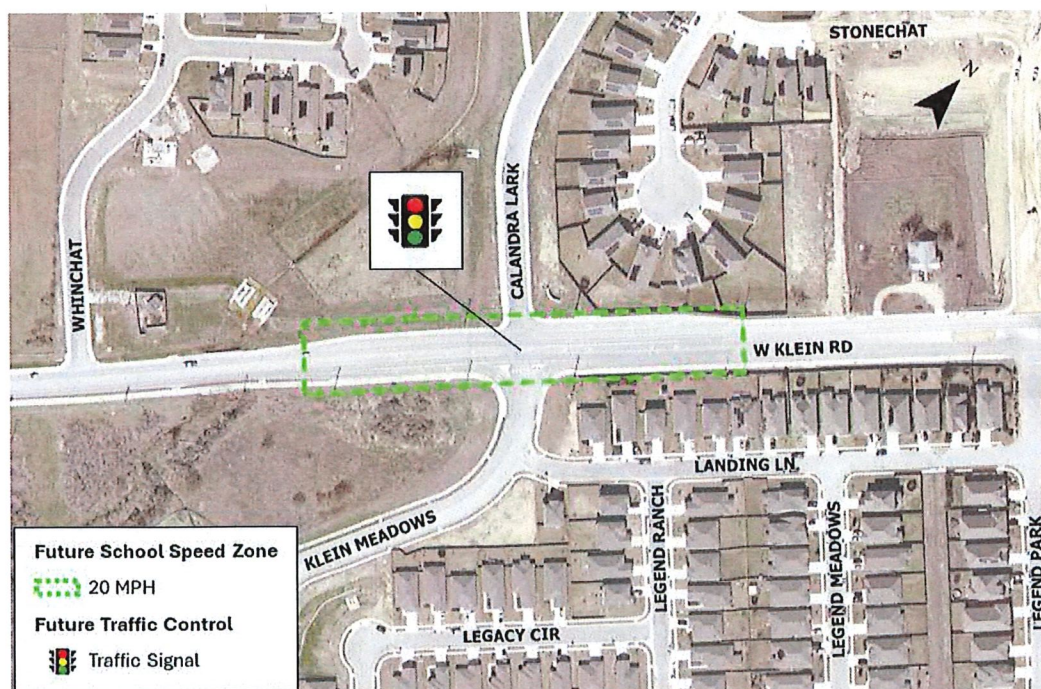 STONECHAT
N
CALANDRA LARK
WHINCHAT
W KLEIN RD
LANDING LN
KLEIN MEADOWS
LEGEND RANCH
LEGEND MEADOWS
LEGEND PARK
LEGACY CIR
Future School Speed Zone
20 MPH
Future Traffic Control
Traffic Signal